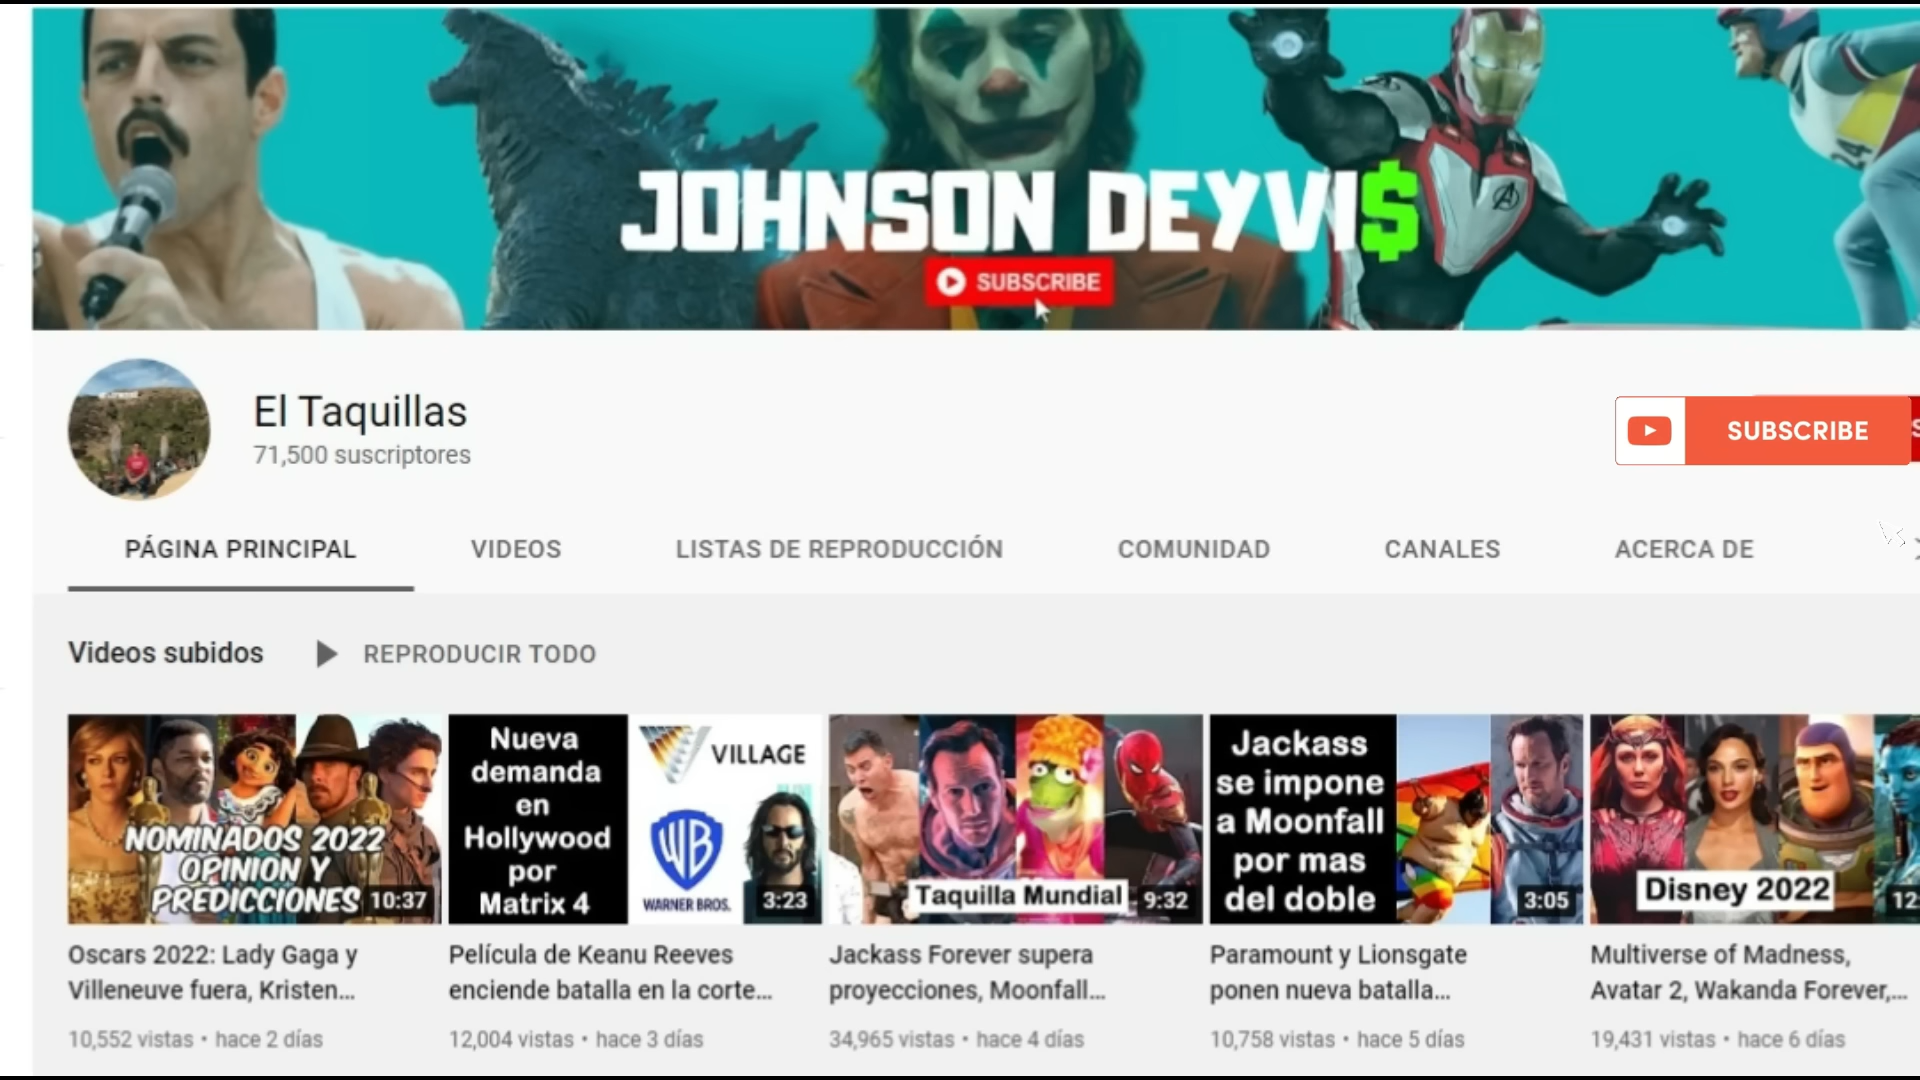 JOHNSON DEYVI$
SUBSCRIBE
El Taquillas
71,500 suscriptores
SUBSCRIBE
PÁGINA PRINCIPAL
VIDEOS
LISTAS DE REPRODUCCIÓN
COMUNIDAD
CANALES
ACERCA DE
Videos subidos
REPRODUCIR TODO
NOMINADOS 2022
OPINION Y
PREDICCIONES
10:37
Nueva
demanda
en
Hollywood
por
Matrix 4
VILLAGE
WB
WARNER BROS.
3:23
Taquilla Mundial
9:32
Jackass
se impone
a Moonfall
por mas
del doble
3:05
Disney 2022
12:
Oscars 2022: Lady Gaga y
Villeneuve fuera, Kristen...
10,552 vistas • hace 2 días
Película de Keanu Reeves
enciende batalla en la corte...
12,004 vistas • hace 3 días
Jackass Forever supera
proyecciones, Moonfall...
34,965 vistas • hace 4 días
Paramount y Lionsgate
ponen nueva batalla...
10,758 vistas • hace 5 días
Multiverse of Madness,
Avatar 2, Wakanda Forever,...
19,431 vistas • hace 6 días